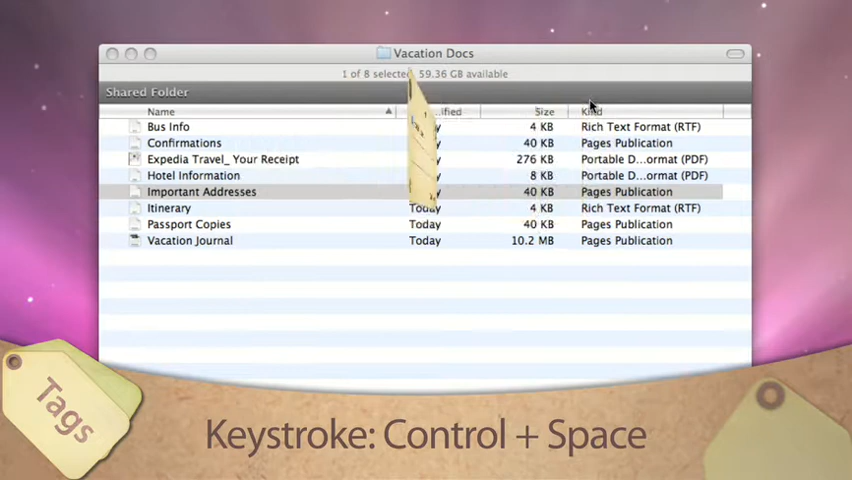 Vacation Docs
1 of 8 selected, 59.36 GB available
Shared Folder
Name ...ified Size Kind
Bus Info 4 KB Rich Text Format (RTF)
Confirmations 40 KB Pages Publication
Expedia Travel_ Your Receipt 276 KB Portable D...ormat (PDF)
Hotel Information 8 KB Portable D...ormat (PDF)
Important Addresses 40 KB Pages Publication
Itinerary Today 4 KB Rich Text Format (RTF)
Passport Copies Today 40 KB Pages Publication
Vacation Journal Today 10.2 MB Pages Publication
Tags
Keystroke: Control + Space